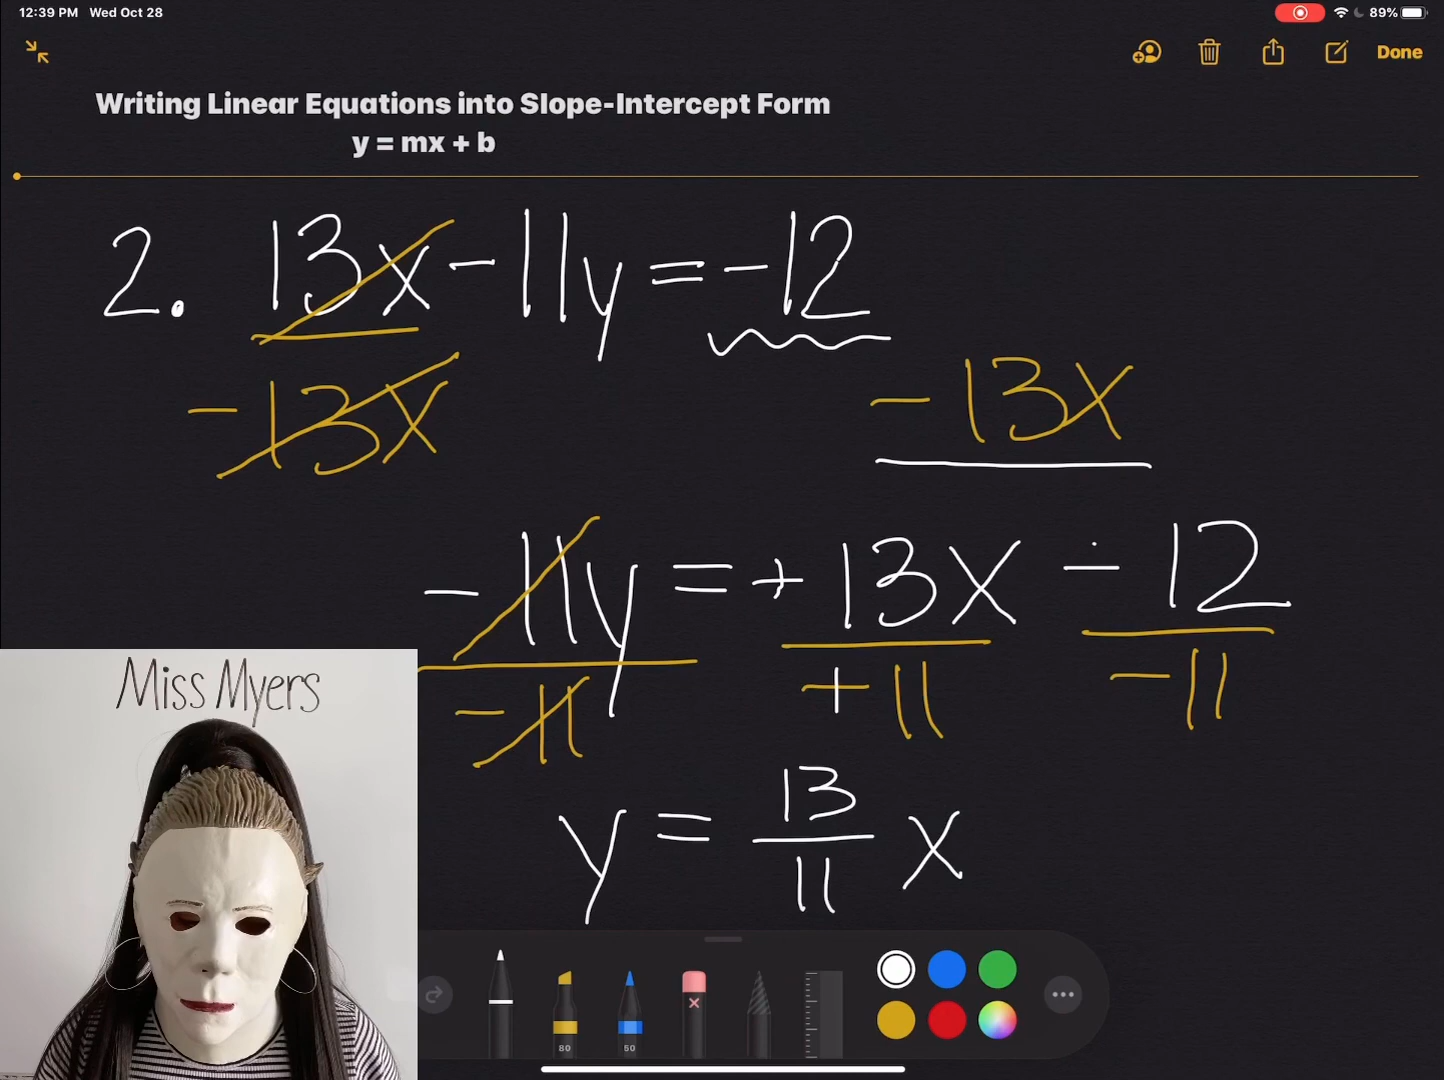 12:39 PM Wed Oct 28 89%
Done
Writing Linear Equations into Slope-Intercept Form
y = mx + b
2. 13x - 11y = -12
-13x -13x
-11y = +13x - 12
-11 +11 -11
y = 13/11 x
Miss Myers
80 50